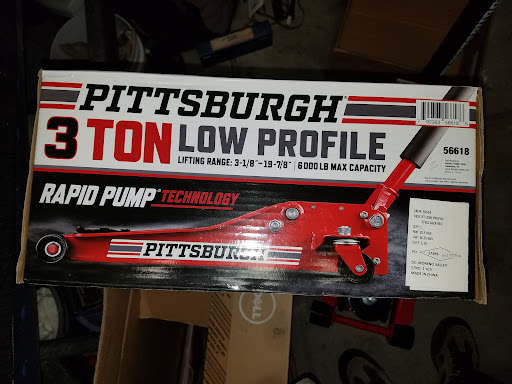 PITTSBURGH
3 TON LOW PROFILE
LIFTING RANGE: 3-1/8"-19-7/8" | 6000 LB MAX CAPACITY
56618
RAPID PUMP TECHNOLOGY
PITTSBURGH
MADE IN CHINA